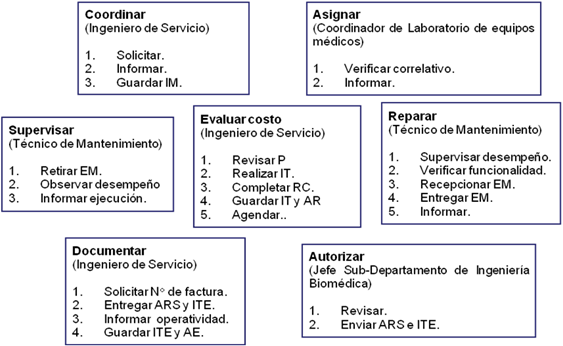 Coordinar
(Ingeniero de Servicio)
1. Solicitar.
2. Informar.
3. Guardar IM.
Asignar
(Coordinador de Laboratorio de equipos
médicos)
1. Verificar correlativo.
2. Informar.
Supervisar
(Técnico de Mantenimiento)
1. Retirar EM.
2. Observar desempeño
3. Informar ejecución.
Evaluar costo
(Ingeniero de Servicio)
1. Revisar P
2. Realizar IT.
3. Completar RC.
4. Guardar IT y AR
5. Agendar..
Reparar
(Técnico de Mantenimiento)
1. Supervisar desempeño.
2. Verificar funcionalidad.
3. Recepcionar EM.
4. Entregar EM.
5. Informar.
Documentar
(Ingeniero de Servicio)
1. Solicitar N° de factura.
2. Entregar ARS y ITE.
3. Informar operatividad.
4. Guardar ITE y AE.
Autorizar
(Jefe Sub-Departamento de Ingeniería
Biomédica)
1. Revisar.
2. Enviar ARS e ITE.